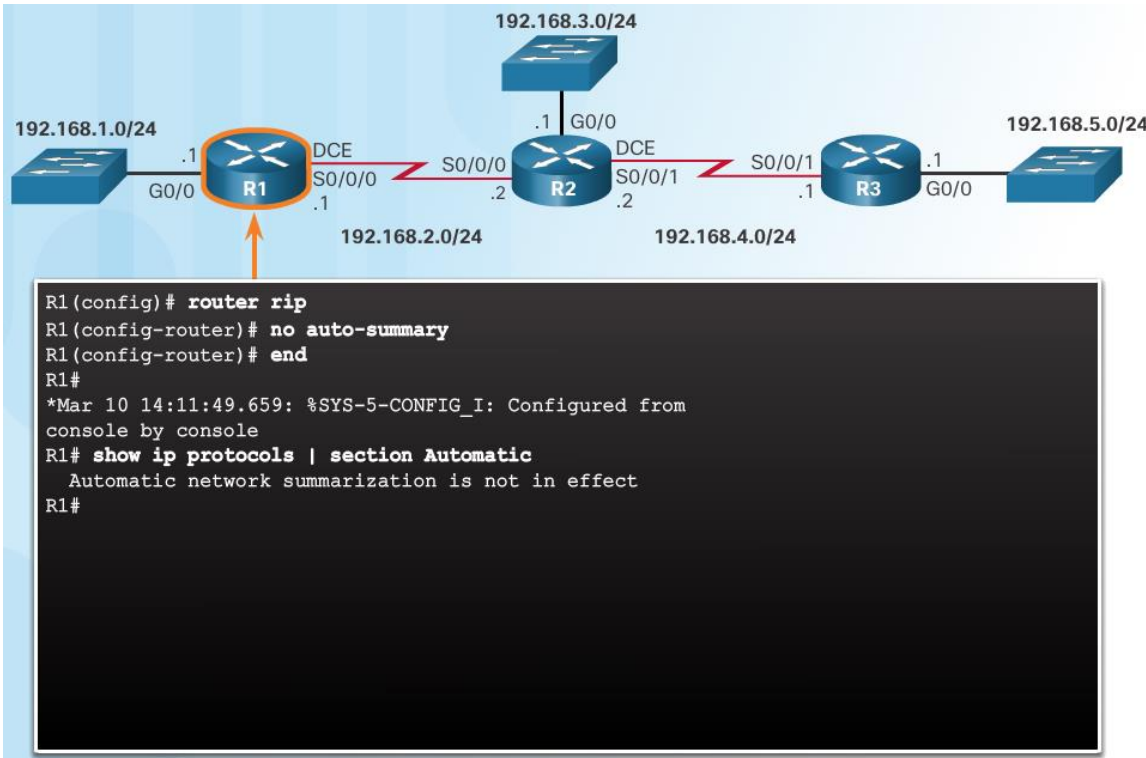 192.168.3.0/24
192.168.1.0/24
192.168.5.0/24
.1 G0/0
.1
G0/0
R1
DCE
S0/0/0
.1
S0/0/0
.2
R2
DCE
S0/0/1
.2
S0/0/1
.1
R3
.1
G0/0
192.168.2.0/24
192.168.4.0/24
R1(config)# router rip
R1(config-router)# no auto-summary
R1(config-router)# end
R1#
*Mar 10 14:11:49.659: %SYS-5-CONFIG_I: Configured from
console by console
R1# show ip protocols | section Automatic
  Automatic network summarization is not in effect
R1#